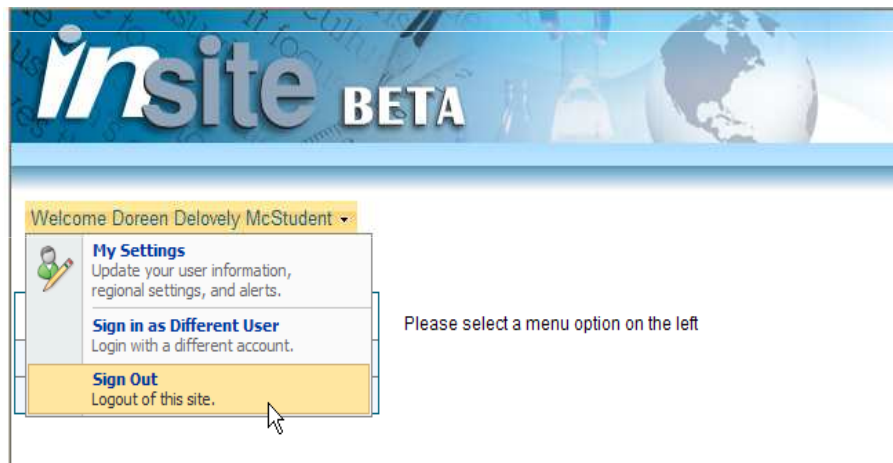 insite BETA
Welcome Doreen Delovely McStudent
My Settings
Update your user information,
regional settings, and alerts.
Sign in as Different User
Login with a different account.
Sign Out
Logout of this site.
Please select a menu option on the left